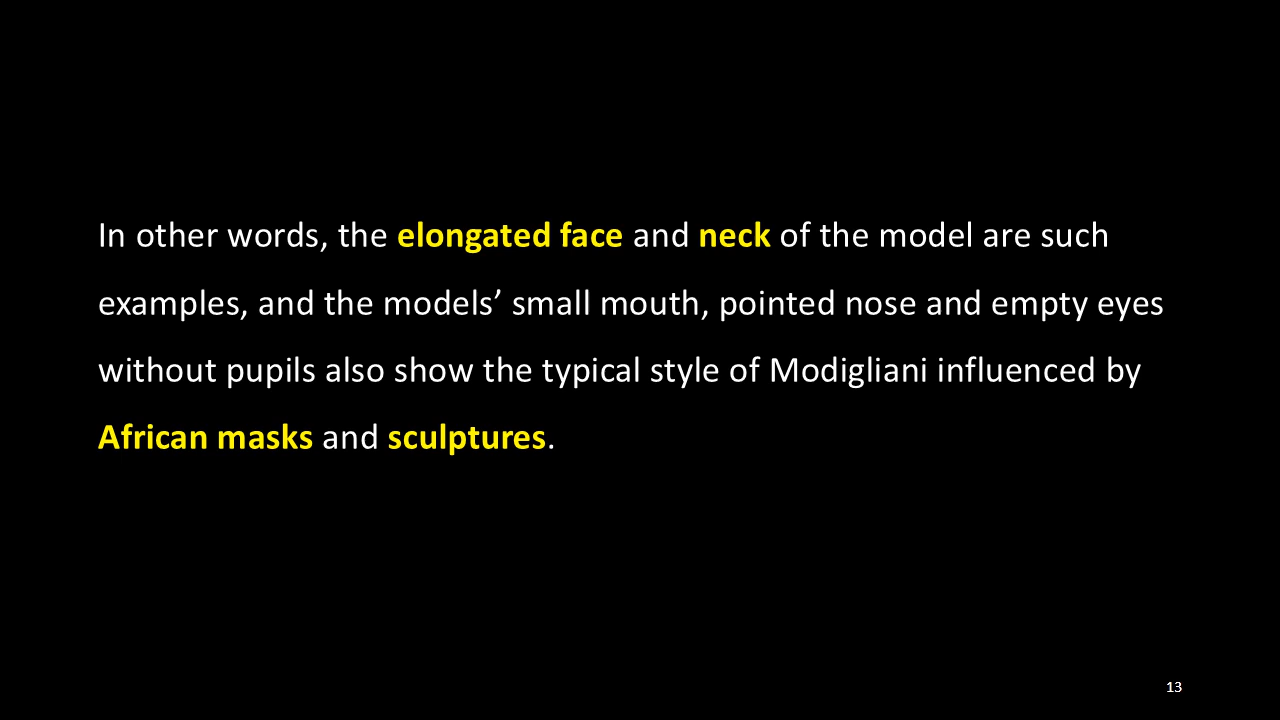 In other words, the elongated face and neck of the model are such
examples, and the models’ small mouth, pointed nose and empty eyes
without pupils also show the typical style of Modigliani influenced by
African masks and sculptures.
13